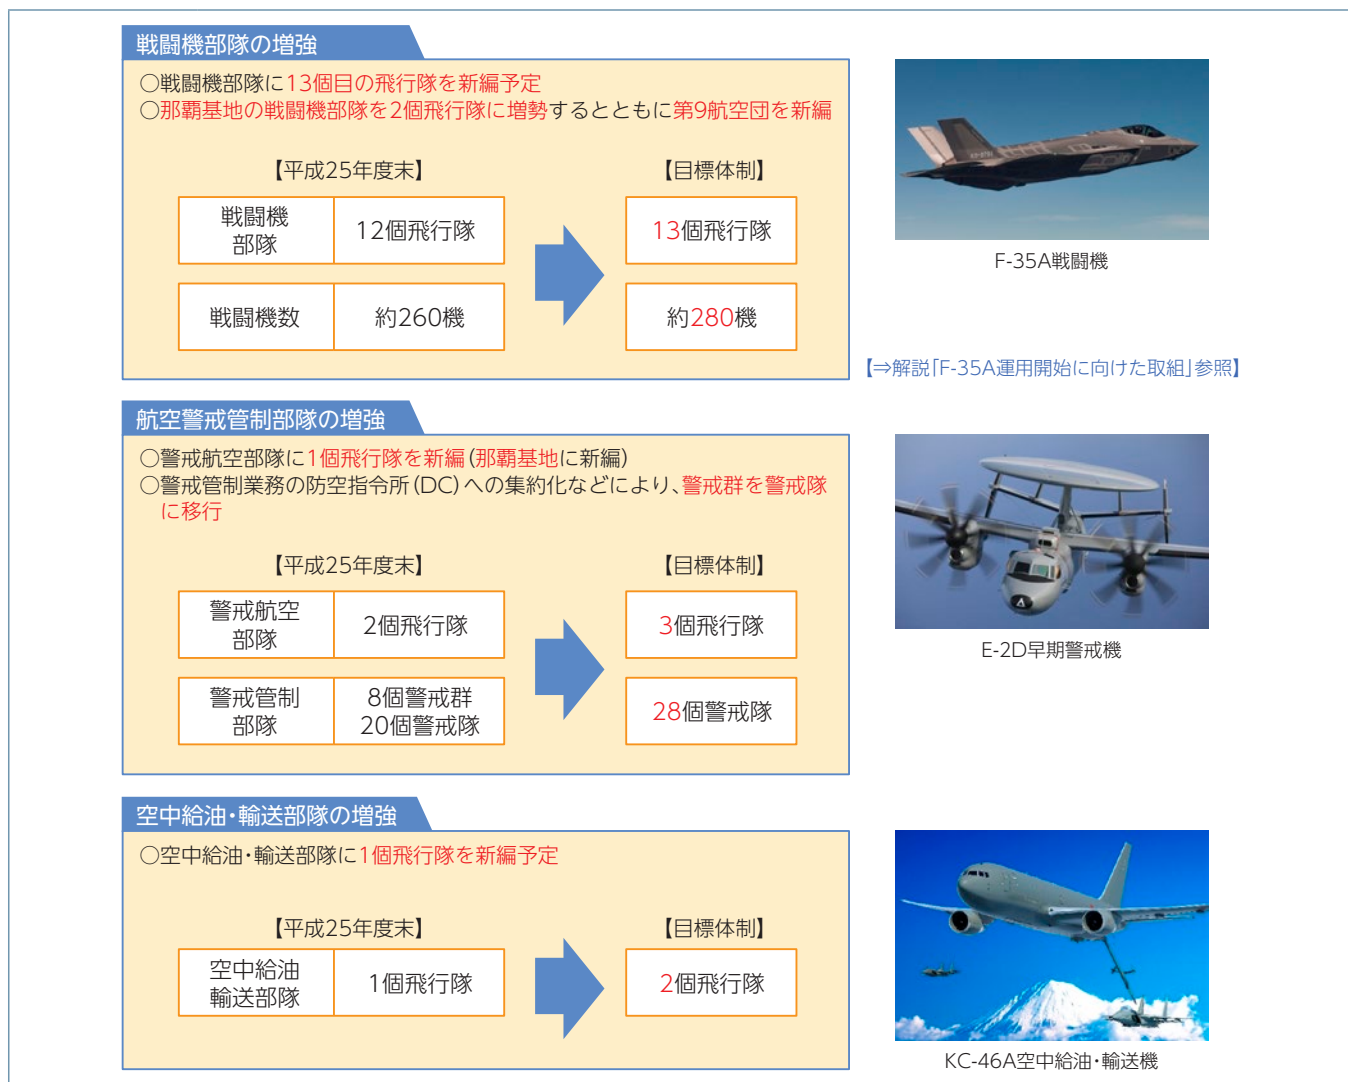 戦闘機部隊の増強
○戦闘機部隊に13個目の飛行隊を新編予定
○那覇基地の戦闘機部隊を2個飛行隊に増勢するとともに第9航空団を新編
【平成25年度末】
【目標体制】
戦闘機
部隊
12個飛行隊
13個飛行隊
戦闘機数
約260機
約280機
F-35A戦闘機
【⇒解説「F-35A運用開始に向けた取組」参照】
航空警戒管制部隊の増強
○警戒航空部隊に1個飛行隊を新編(那覇基地に新編)
○警戒管制業務の防空指令所(DC)への集約化などにより、警戒群を警戒隊
に移行
【平成25年度末】
【目標体制】
警戒航空
部隊
2個飛行隊
3個飛行隊
警戒管制
部隊
8個警戒群
20個警戒隊
28個警戒隊
E-2D早期警戒機
空中給油・輸送部隊の増強
○空中給油・輸送部隊に1個飛行隊を新編予定
【平成25年度末】
【目標体制】
空中給油
輸送部隊
1個飛行隊
2個飛行隊
KC-46A空中給油・輸送機